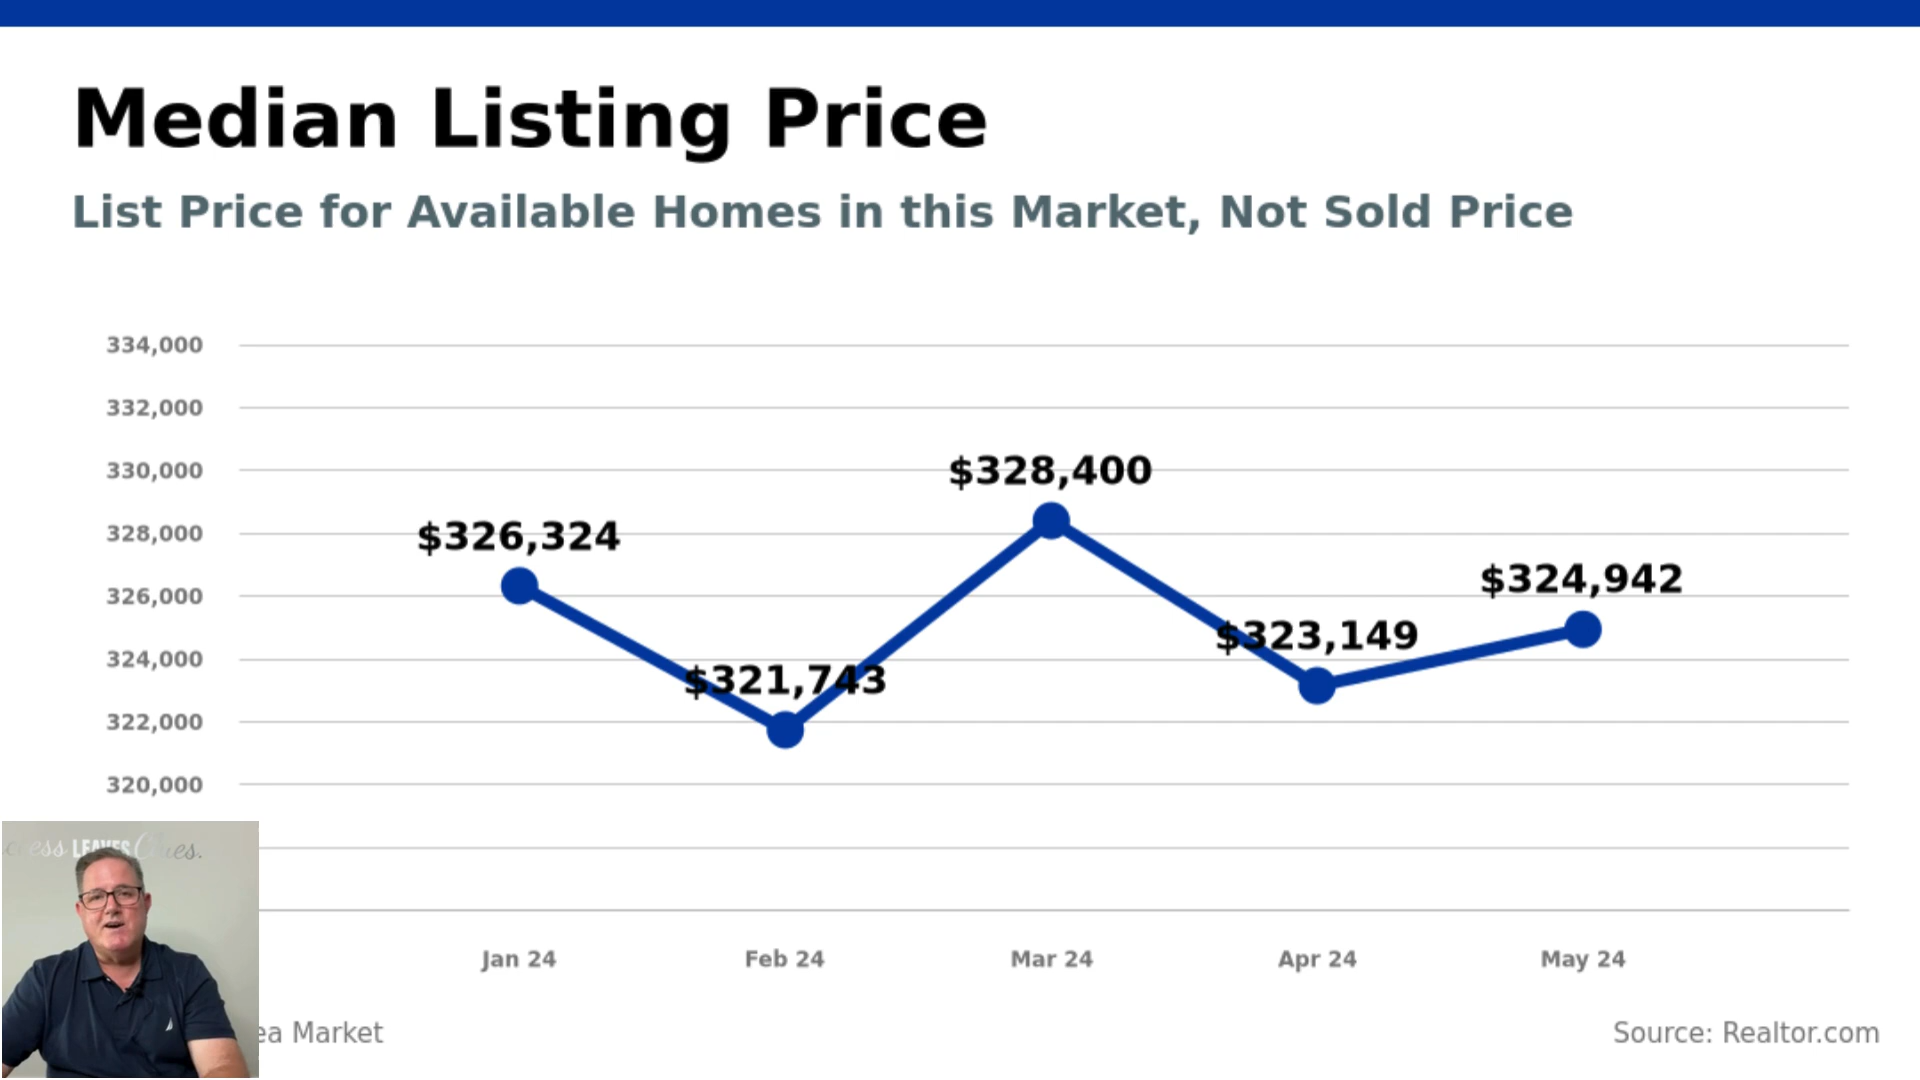 Median Listing Price
List Price for Available Homes in this Market, Not Sold Price
334,000
332,000
330,000
328,000
326,000
324,000
322,000
320,000
$326,324
$321,743
$328,400
$323,149
$324,942
Jan 24
Feb 24
Mar 24
Apr 24
May 24
LEAVES
Market
Source: Realtor.com